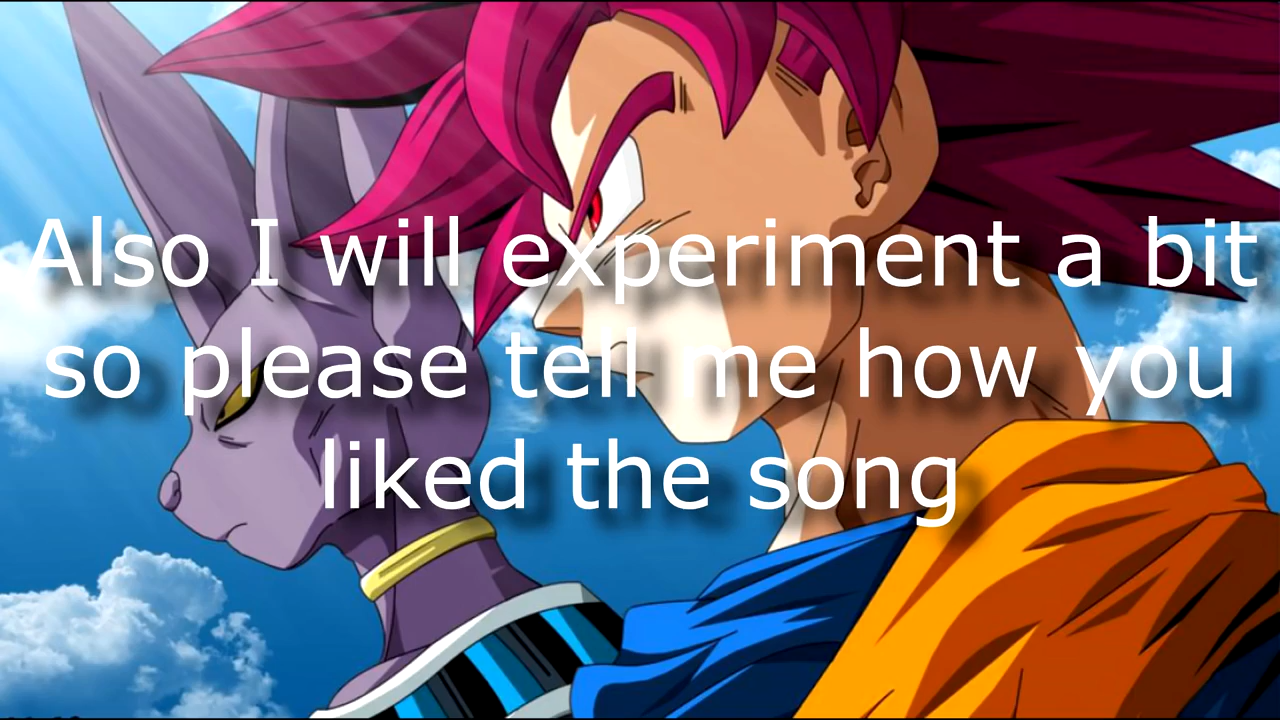 Also I will experiment a bit
so please tell me how you
liked the song